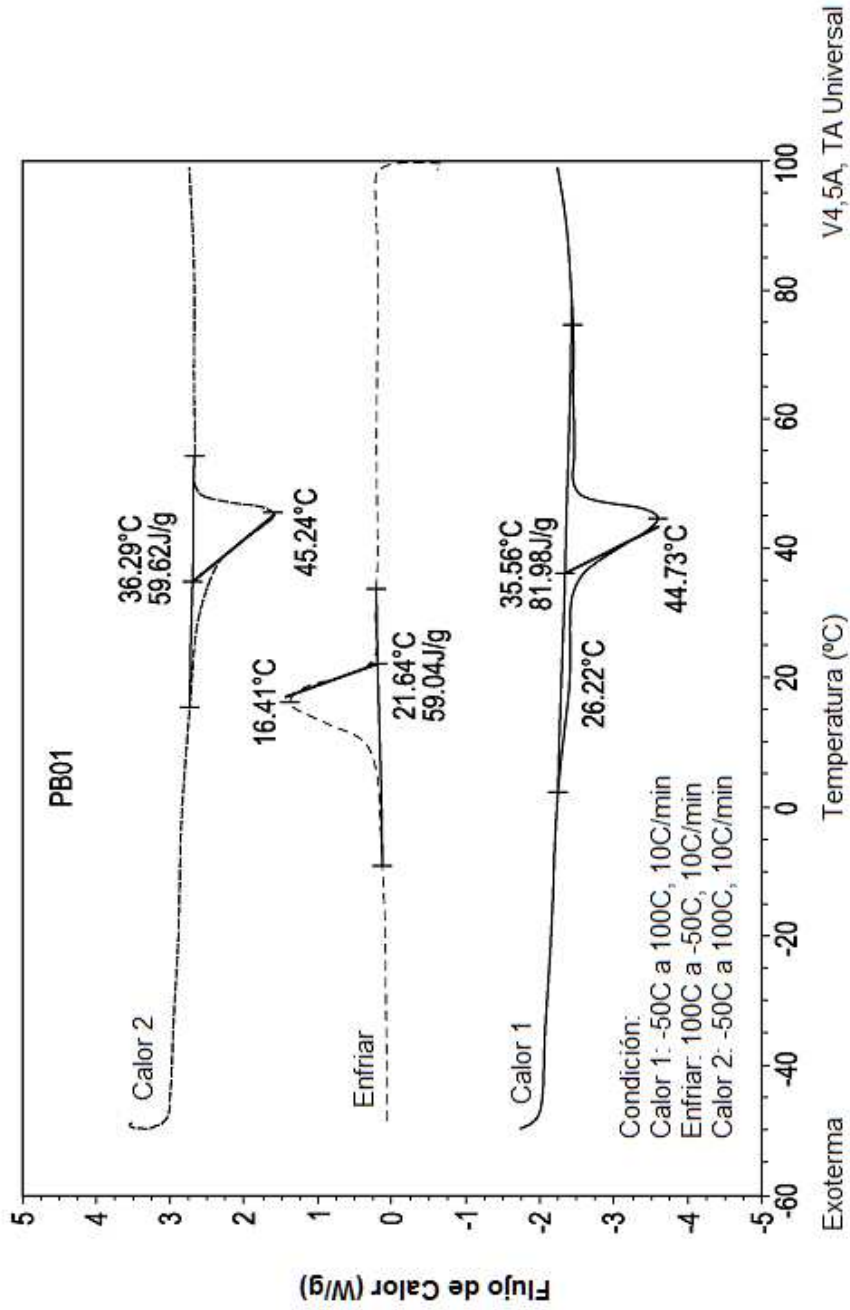 PB01
Flujo de Calor (W/g)
5
4
3
2
1
0
-1
-2
-3
-4
-5
Calor 2
36.29°C
59.62J/g
45.24°C
Enfriar
16.41°C
21.64°C
59.04J/g
Calor 1
35.56°C
81.98J/g
26.22°C
44.73°C
Condición:
Calor 1: -50C a 100C, 10C/min
Enfriar: 100C a -50C, 10C/min
Calor 2: -50C a 100C, 10C/min
-60
-40
-20
0
20
40
60
80
100
Exoterma
Temperatura (ºC)
V4,5A, TA Universal